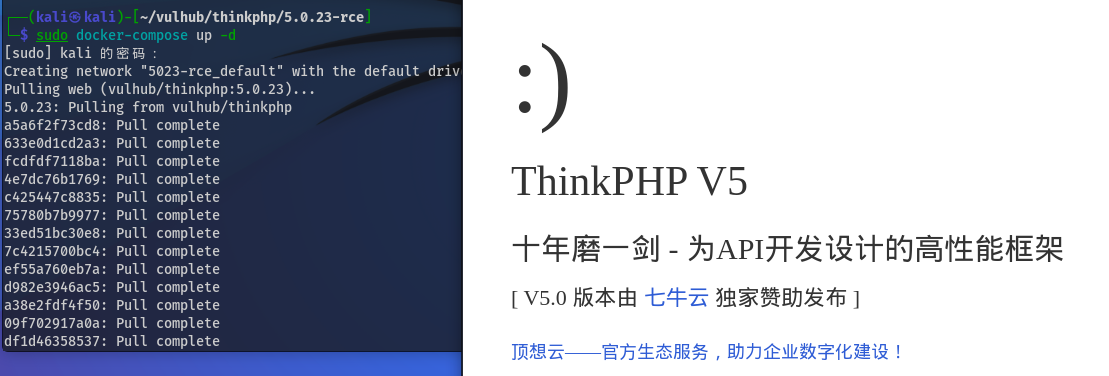 ┌──(kali㉿kali)-[~/vulhub/thinkphp/5.0.23-rce]
└─$ sudo docker-compose up -d
[sudo] kali 的密码：
Creating network "5023-rce_default" with the default driv
Pulling web (vulhub/thinkphp:5.0.23)...
5.0.23: Pulling from vulhub/thinkphp
a5a6f2f73cd8: Pull complete
633e0d1cd2a3: Pull complete
fcdfdf7118ba: Pull complete
4e7dc76b1769: Pull complete
c425447c8835: Pull complete
75780b7b9977: Pull complete
33ed51bc30e8: Pull complete
7c4215700bc4: Pull complete
ef55a760eb7a: Pull complete
d982e3946ac5: Pull complete
a38e2fdf4f50: Pull complete
09f702917a0a: Pull complete
df1d46358537: Pull complete
:)
ThinkPHP V5
十年磨一剑 - 为API开发设计的高性能框架
[ V5.0 版本由 七牛云 独家赞助发布 ]
顶想云——官方生态服务，助力企业数字化建设！